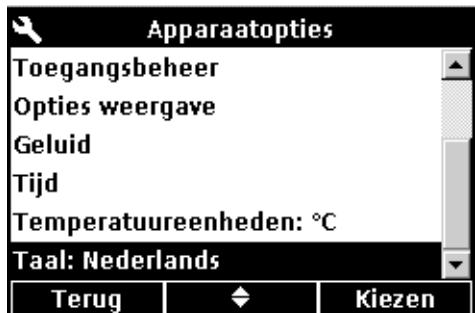 Apparaatopties
Toegangsbeheer
Opties weergave
Geluid
Tijd
Temperatuureenheden: °C
Taal: Nederlands
Terug Kiezen